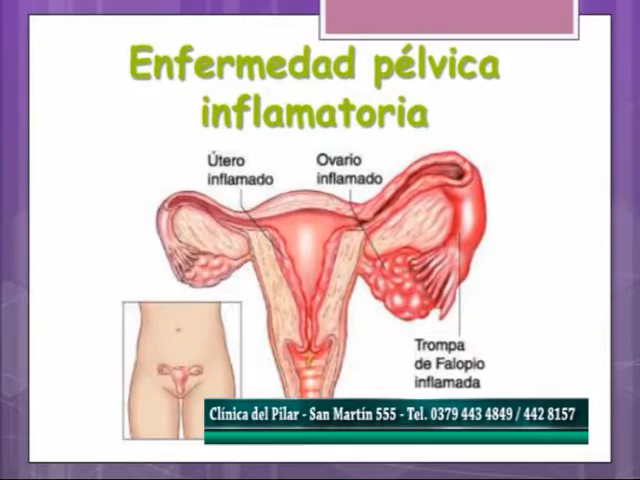 Enfermedad pélvica
inflamatoria
Útero
inflamado
Ovario
inflamado
Trompa
de Falopio
inflamada
Clínica del Pilar - San Martín 555 - Tel. 0379 443 4849 / 442 8157